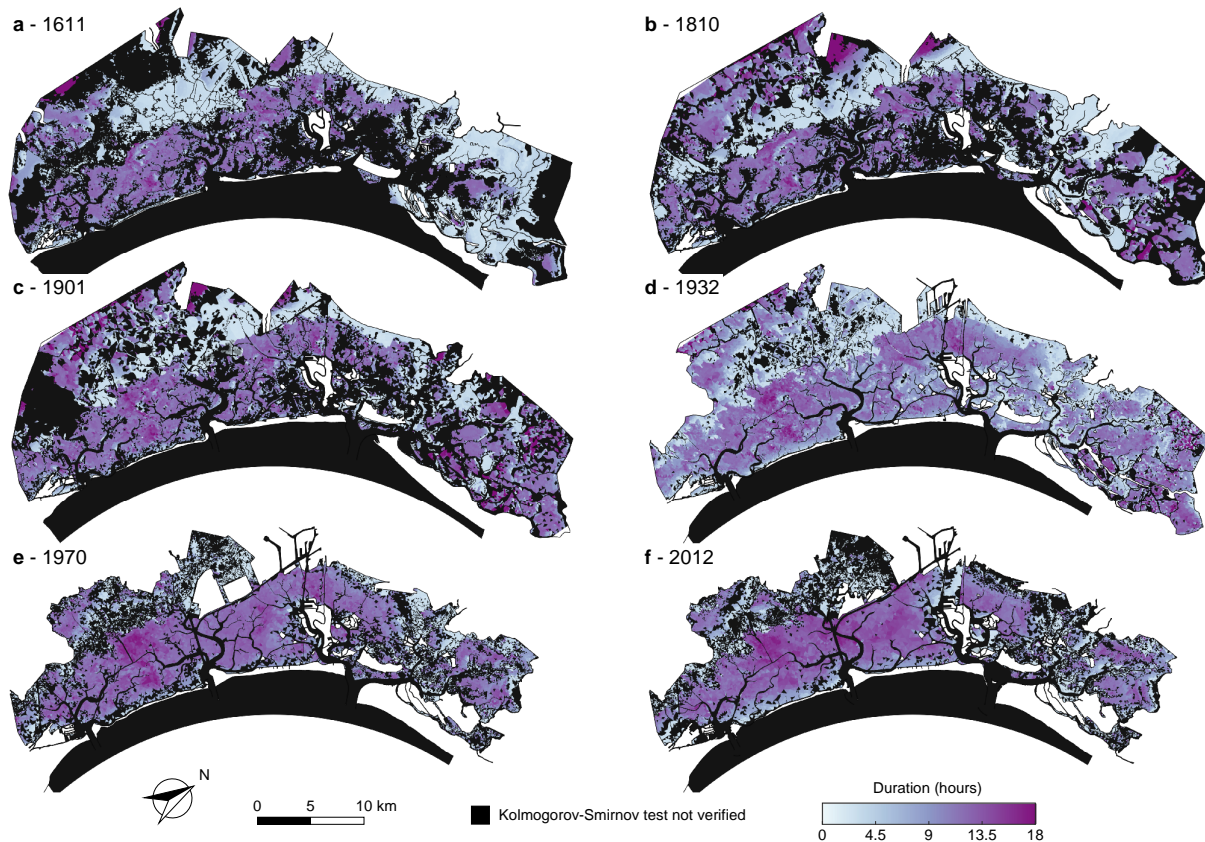 a - 1611
b - 1810
c - 1901
d - 1932
e - 1970
f - 2012
N
0 5 10 km
Kolmogorov-Smirnov test not verified
Duration (hours)
0 4.5 9 13.5 18